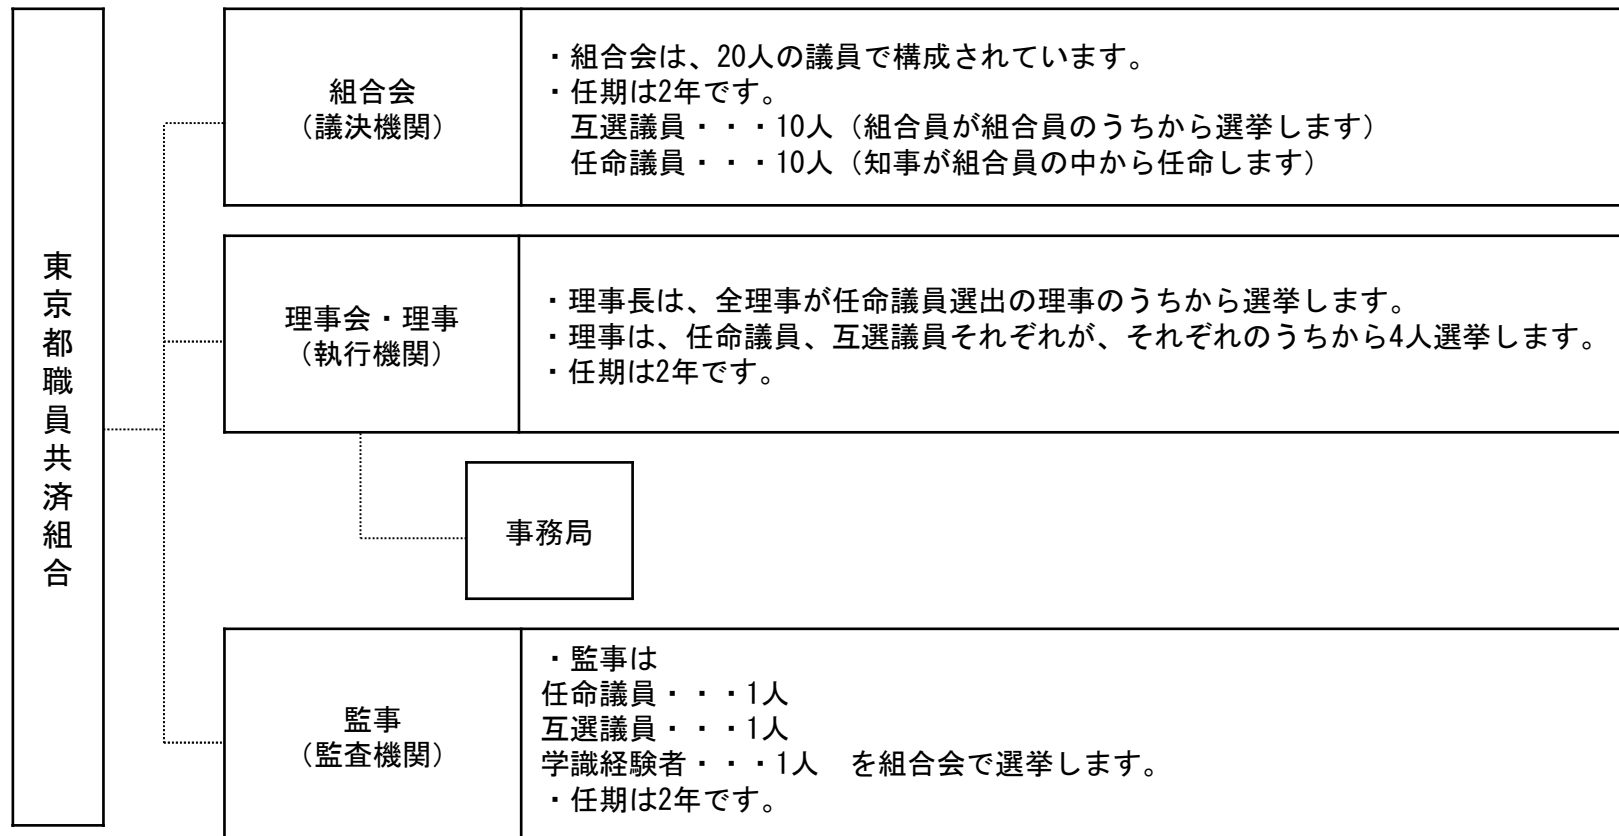 東京都職員共済組合
組合会
（議決機関）
・組合会は、20人の議員で構成されています。
・任期は2年です。
互選議員・・・10人（組合員が組合員のうちから選挙します）
任命議員・・・10人（知事が組合員の中から任命します）
理事会・理事
（執行機関）
・理事長は、全理事が任命議員選出の理事のうちから選挙します。
・理事は、任命議員、互選議員それぞれが、それぞれのうちから4人選挙します。
・任期は2年です。
事務局
監事
（監査機関）
・監事は
任命議員・・・1人
互選議員・・・1人
学識経験者・・・1人　を組合会で選挙します。
・任期は2年です。